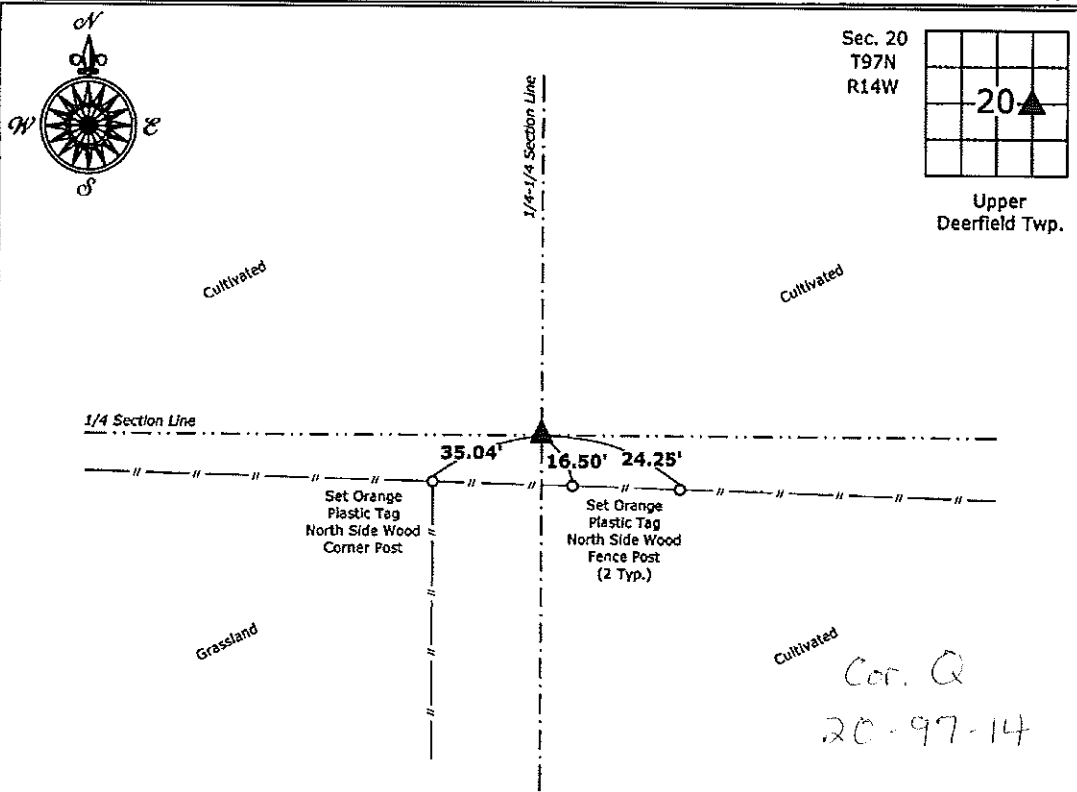 N
W
E
S
Sec. 20
T97N
R14W
20
Upper
Deerfield Twp.
1/4-1/4 Section Line
Cultivated
Cultivated
1/4 Section Line
35.04'
16.50'
24.25'
Set Orange
Plastic Tag
North Side Wood
Corner Post
Set Orange
Plastic Tag
North Side Wood
Fence Post
(2 Typ.)
Grassland
Cultivated
Cor. Q
20-97-14